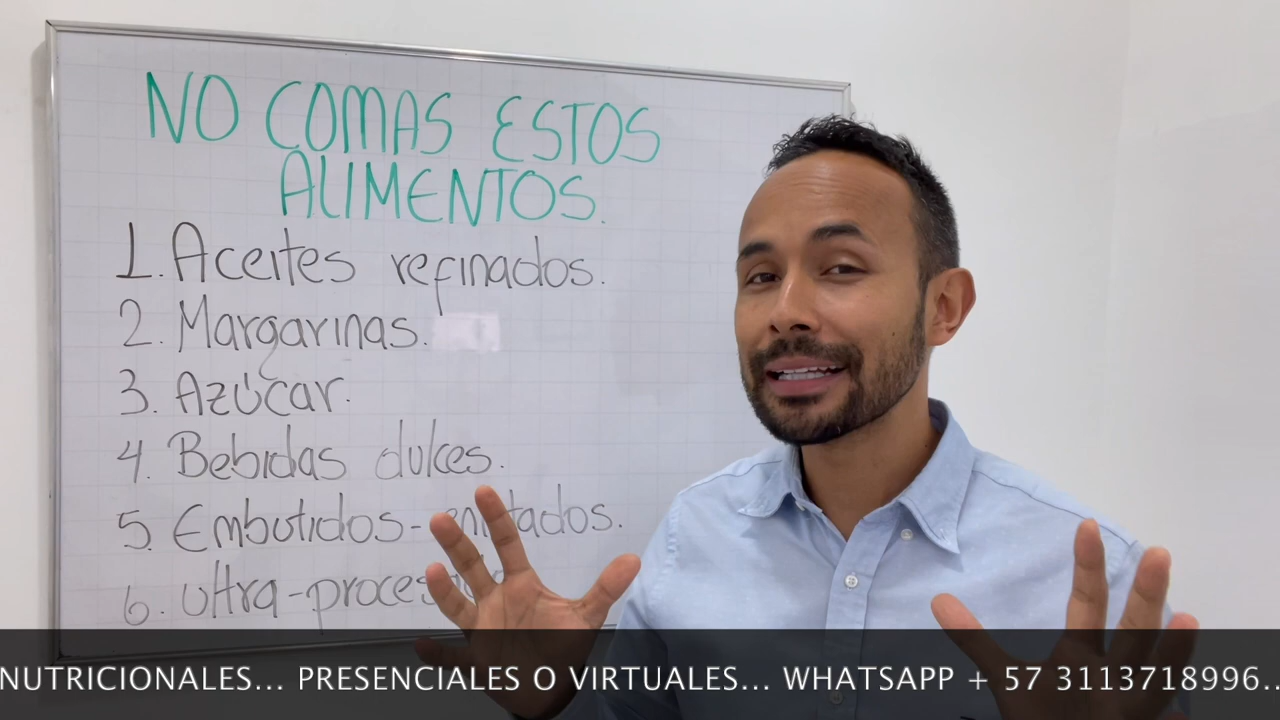 NO COMAS ESTOS
ALIMENTOS.
1. Aceites refinados.
2. Margarinas.
3. Azúcar.
4. Bebidas dulces.
5. Embutidos-
6. Ultra-
NUTRICIONALES... PRESENCIALES O VIRTUALES... WHATSAPP + 57 3113718996..